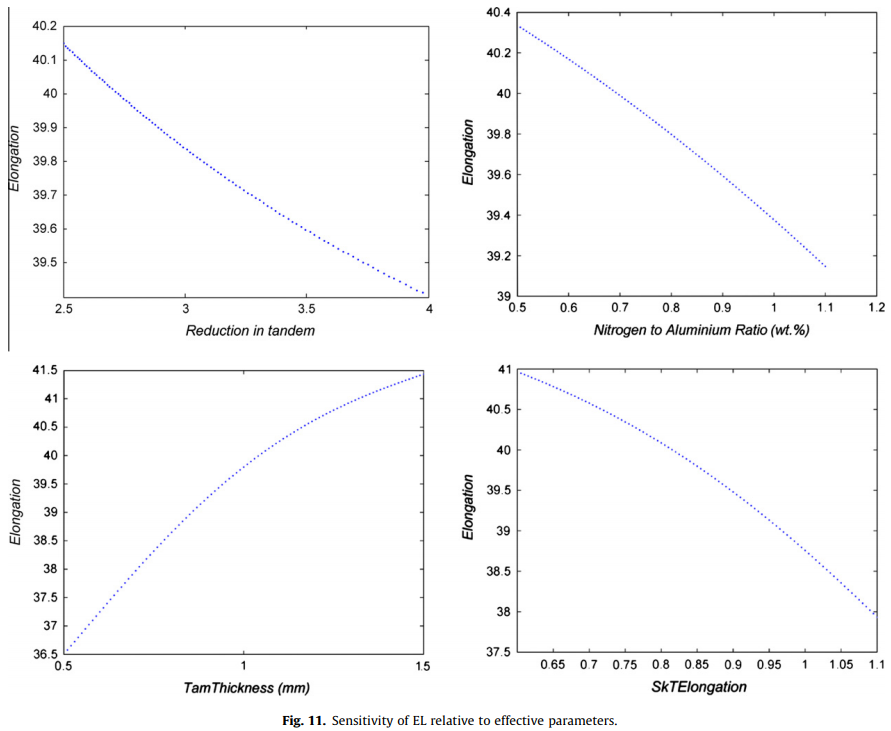 40.2
40.1
40
39.9
39.8
39.7
39.6
39.5
Elongation
2.5 3 3.5 4
Reduction in tandem
40.4
40.2
40
39.8
39.6
39.4
39.2
39
Elongation
0.5 0.6 0.7 0.8 0.9 1 1.1 1.2
Nitrogen to Aluminium Ratio (wt.%)
41.5
41
40.5
40
39.5
39
38.5
38
37.5
37
36.5
Elongation
0.5 1 1.5
TamThickness (mm)
41
40.5
40
39.5
39
38.5
38
37.5
Elongation
0.65 0.7 0.75 0.8 0.85 0.9 0.95 1 1.05 1.1
SkTElongation
Fig. 11. Sensitivity of EL relative to effective parameters.